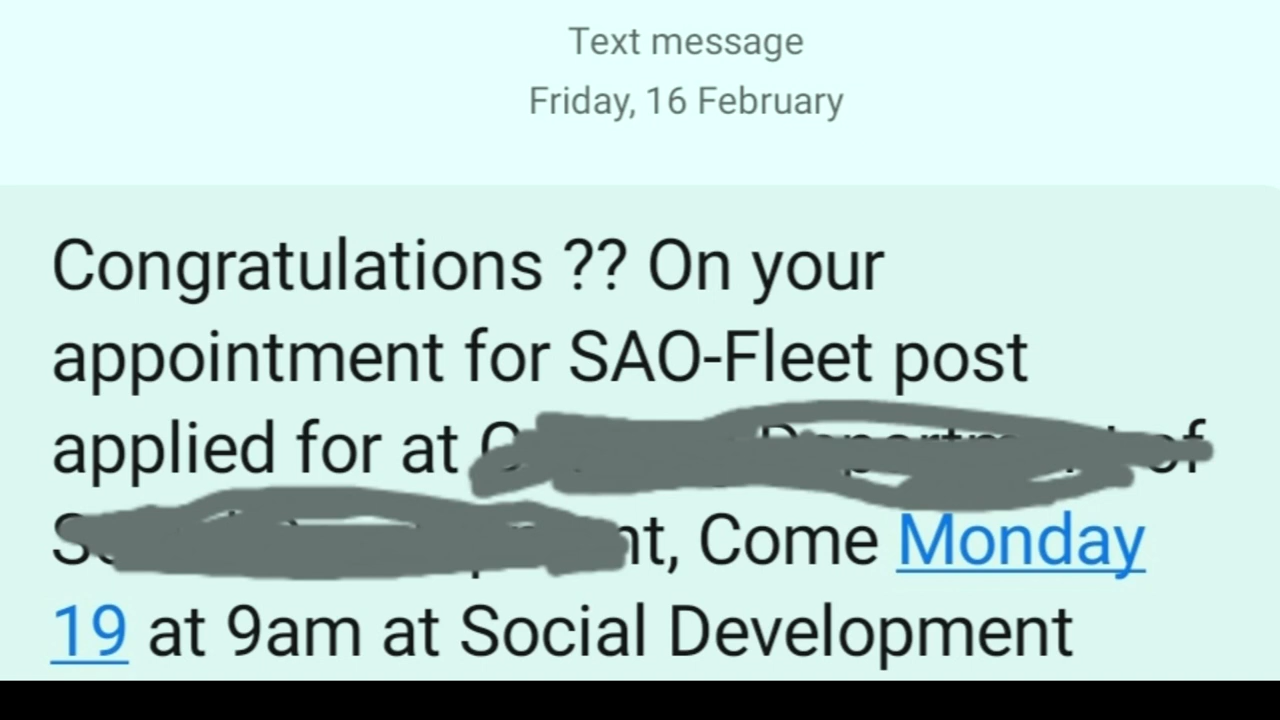 Text message
Friday, 16 February
Congratulations ?? On your
appointment for SAO-Fleet post
applied for at of
Come Monday
19 at 9am at Social Development